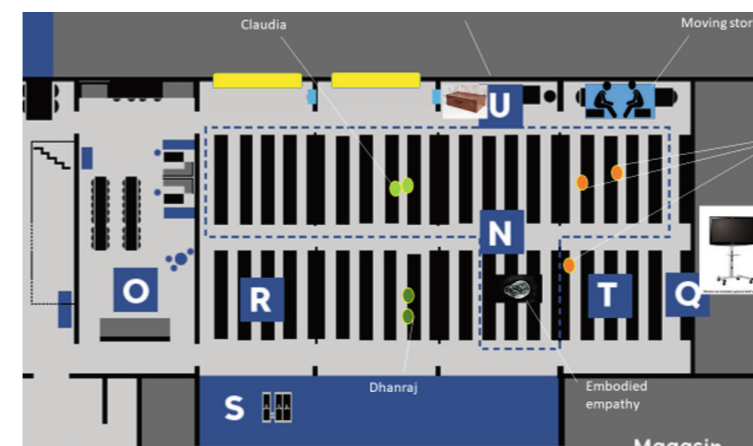 Claudia
Moving stor
U
N
O
R
T
Q
Dhanraj
Embodied
empathy
S
Magasin